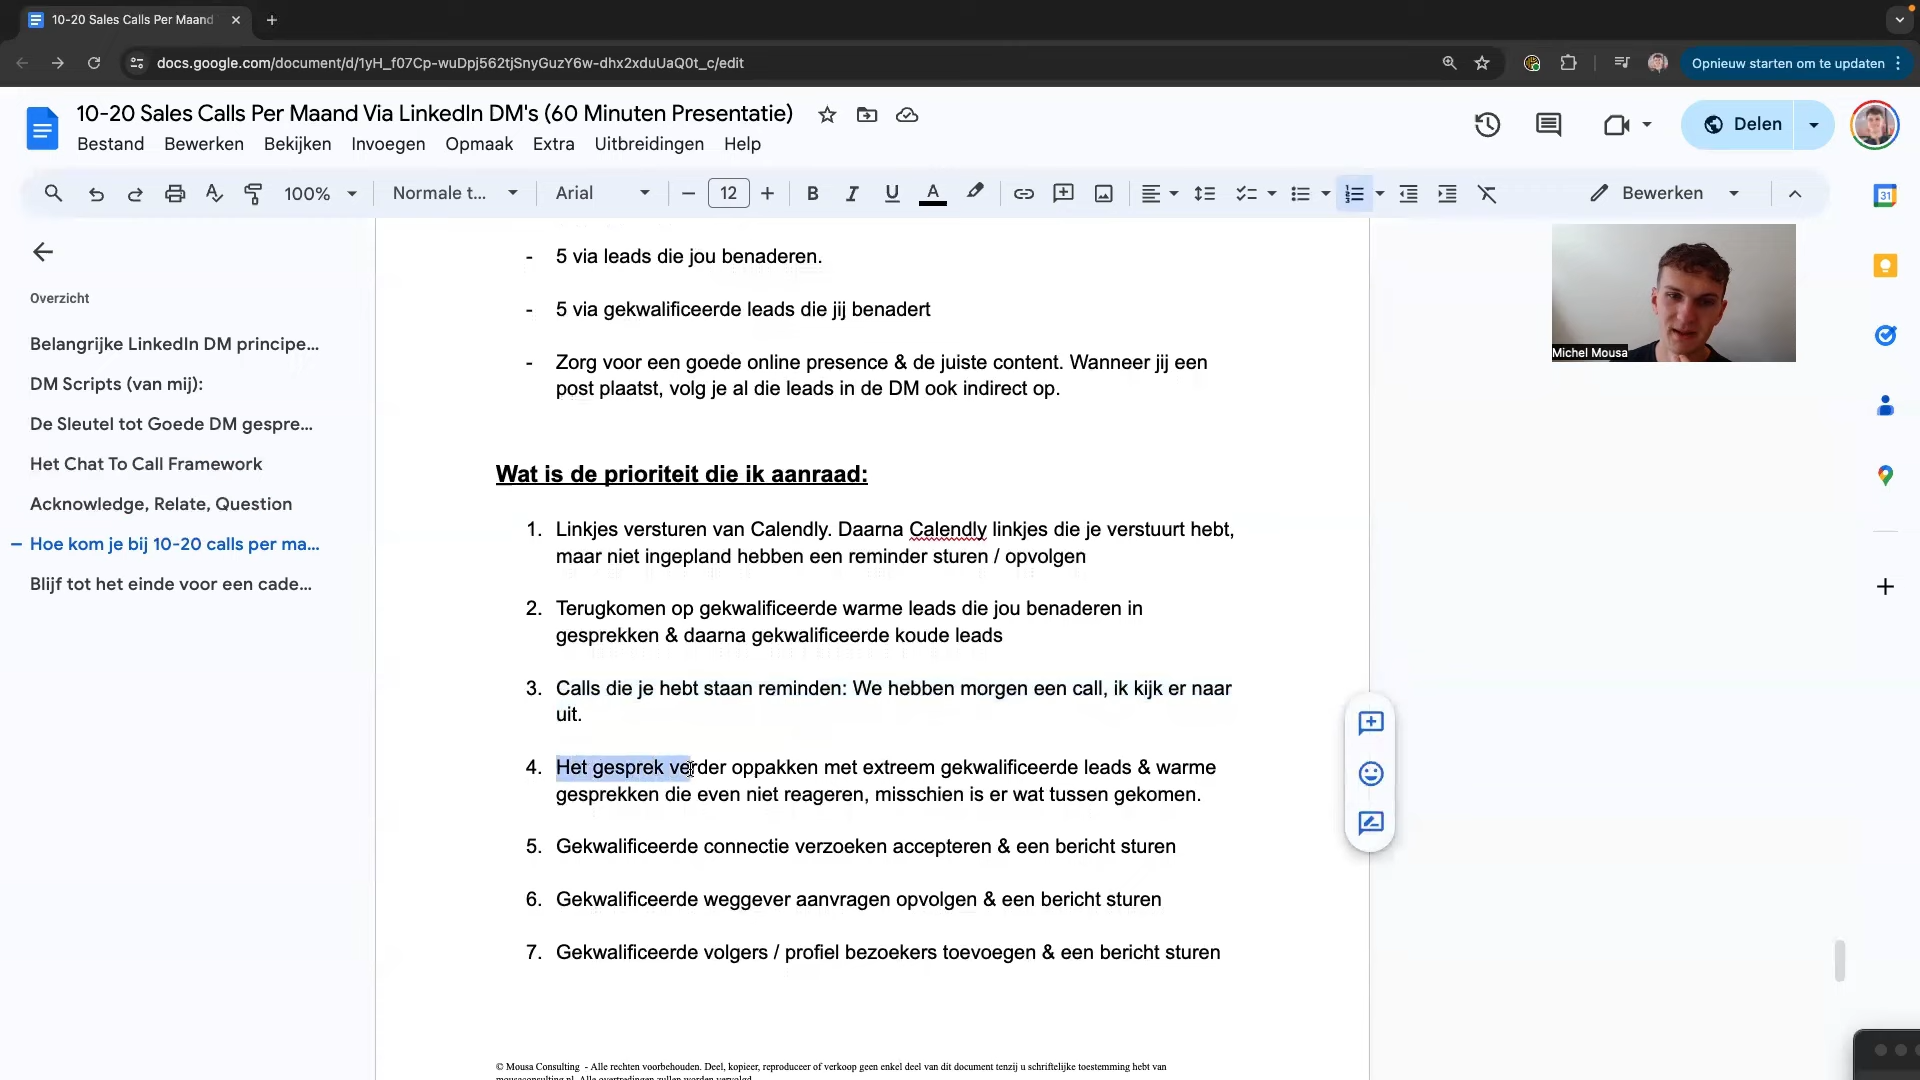 10-20 Sales Calls Per Maand
docs.google.com/document/d/1yH_f07Cp-wuDpj562tjSnyGuzY6w-dhx2xduUaQ0t_c/edit
Opnieuw starten om te updaten
10-20 Sales Calls Per Maand Via LinkedIn DM's (60 Minuten Presentatie)
Bestand Bewerken Bekijken Invoegen Opmaak Extra Uitbreidingen Help
Delen
100% Normale t... Arial 12 Bewerken
Overzicht
Belangrijke LinkedIn DM principe...
DM Scripts (van mij):
De Sleutel tot Goede DM gespre...
Het Chat To Call Framework
Acknowledge, Relate, Question
Hoe kom je bij 10-20 calls per ma...
Blijf tot het einde voor een cade...
- 5 via leads die jou benaderen.
- 5 via gekwalificeerde leads die jij benadert
- Zorg voor een goede online presence & de juiste content. Wanneer jij een
post plaatst, volg je al die leads in de DM ook indirect op.
Wat is de prioriteit die ik aanraad:
1. Linkjes versturen van Calendly. Daarna Calendly linkjes die je verstuurt hebt,
maar niet ingepland hebben een reminder sturen / opvolgen
2. Terugkomen op gekwalificeerde warme leads die jou benaderen in
gesprekken & daarna gekwalificeerde koude leads
3. Calls die je hebt staan reminden: We hebben morgen een call, ik kijk er naar
uit.
4. Het gesprek verder oppakken met extreem gekwalificeerde leads & warme
gesprekken die even niet reageren, misschien is er wat tussen gekomen.
5. Gekwalificeerde connectie verzoeken accepteren & een bericht sturen
6. Gekwalificeerde weggever aanvragen opvolgen & een bericht sturen
7. Gekwalificeerde volgers / profiel bezoekers toevoegen & een bericht sturen
© Mousa Consulting - Alle rechten voorbehouden. Deel, kopieer, reproduceer of verkoop geen enkel deel van dit document tenzij u schriftelijke toestemming hebt van
mousaconsulting.nl. Alle overtredingen zullen worden vervolgd.
Michel Mousa
31